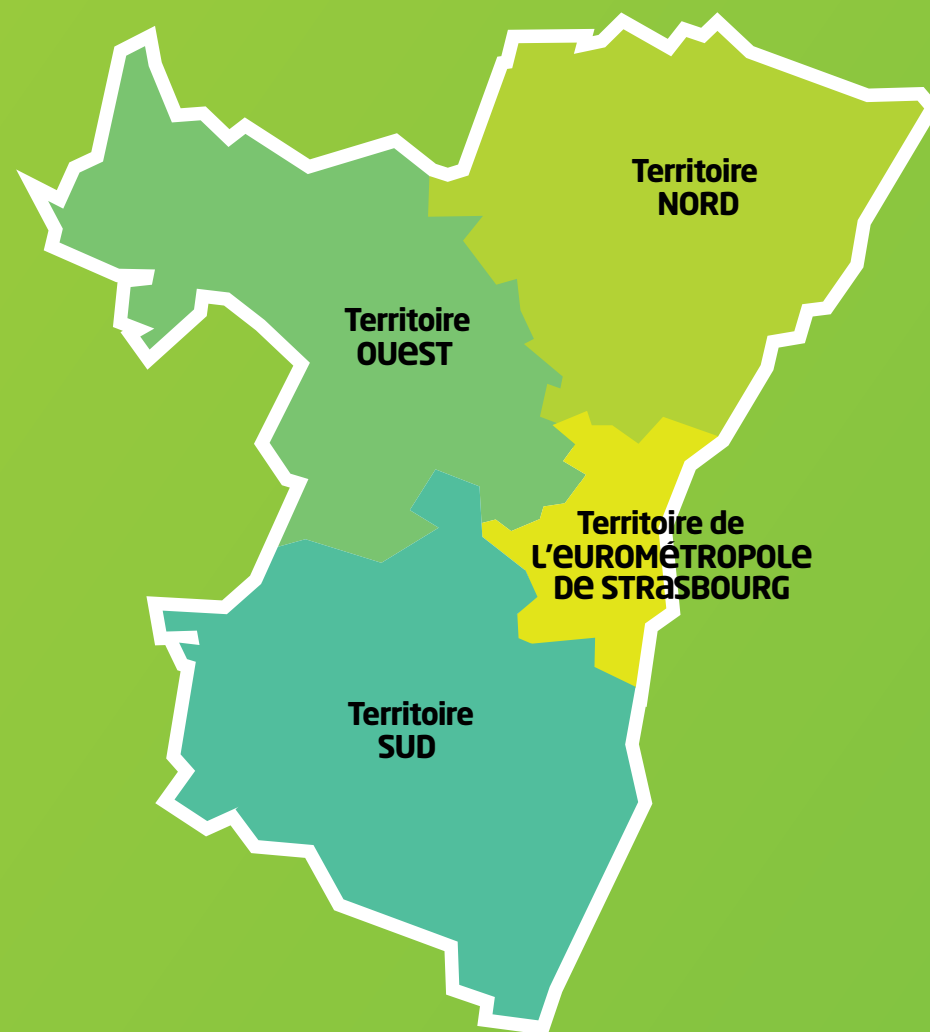 Territoire
NORD
Territoire
OUeST
Territoire de
L'eUROMéTROPOLe
De STRaSBOURG
Territoire
SUD